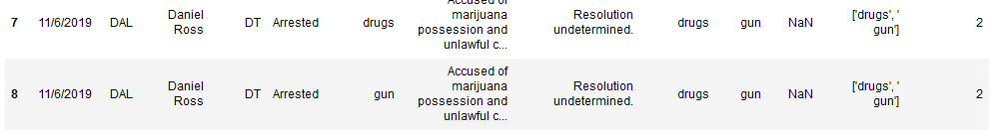 7
11/6/2019
DAL
Daniel
Ross
DT
Arrested
drugs
Accused of
marijuana
possession and
unlawful c...
Resolution
undetermined.
drugs
gun
NaN
['drugs', '
gun']
2
8
11/6/2019
DAL
Daniel
Ross
DT
Arrested
gun
Accused of
marijuana
possession and
unlawful c...
Resolution
undetermined.
drugs
gun
NaN
['drugs', '
gun']
2